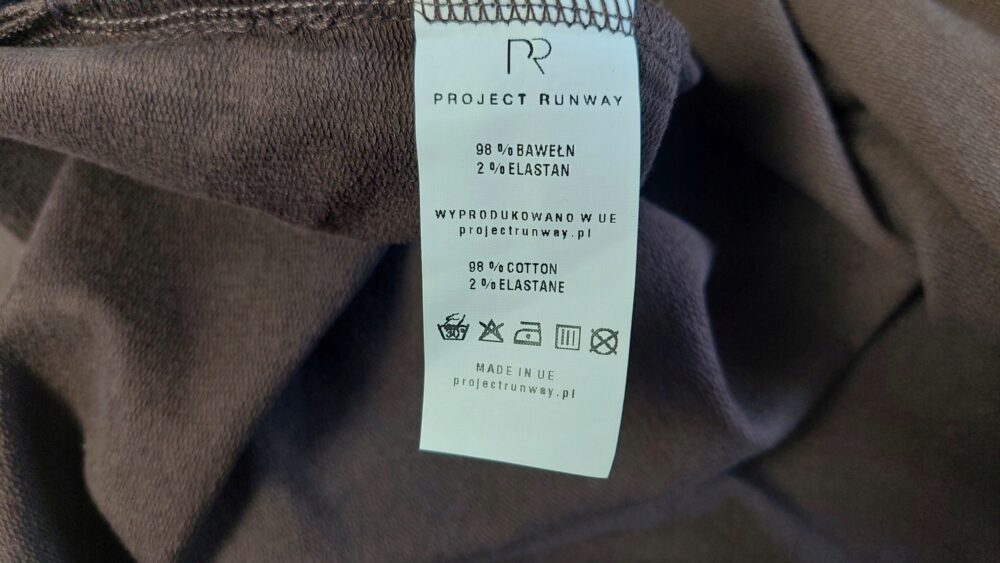 PR
PROJECT RUNWAY
98 % BAWEŁN
2 % ELASTAN
WYPRODUKOWANO W UE
projectrunway.pl
98 % COTTON
2 % ELASTANE
30°
MADE IN UE
projectrunway.pl